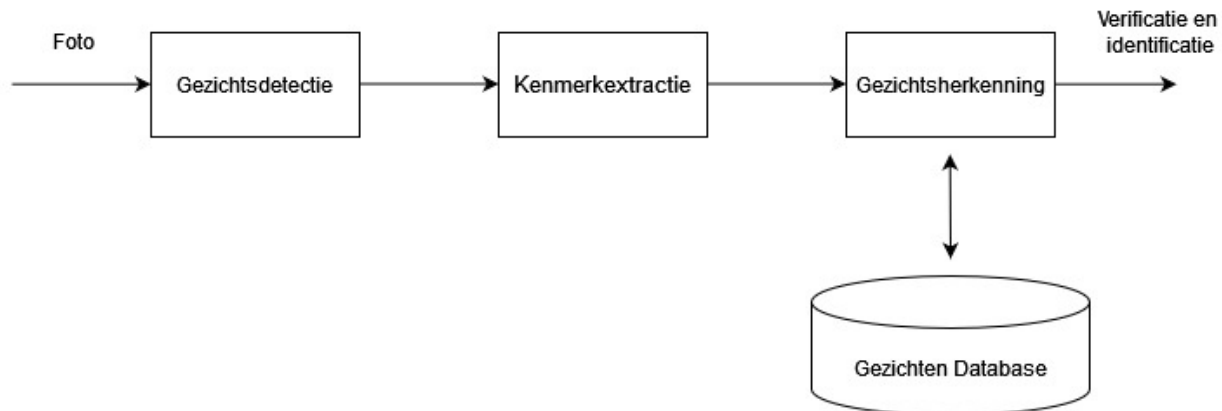 Foto
Gezichtsdetectie
Kenmerkextractie
Gezichtsherkenning
Verificatie en
identificatie
Gezichten Database